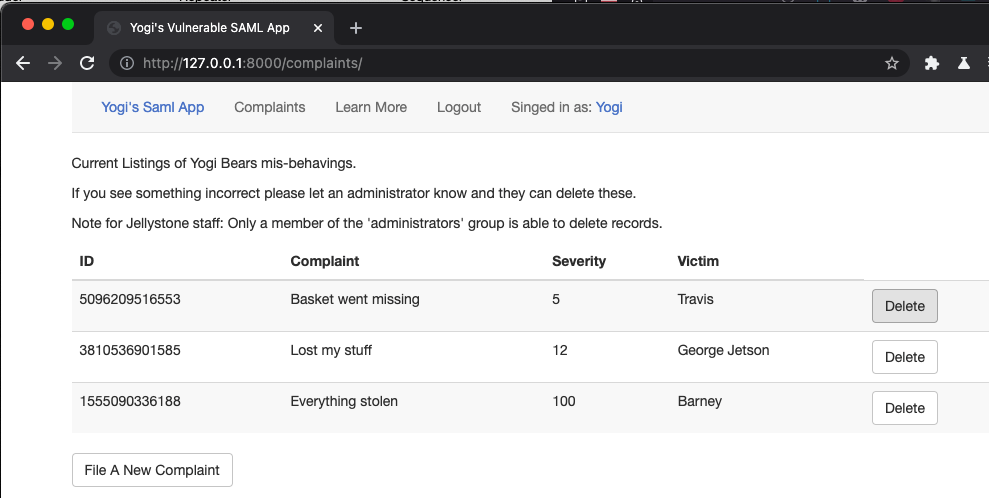 Yogi's Vulnerable SAML App
http://127.0.0.1:8000/complaints/
Yogi's Saml App Complaints Learn More Logout Singed in as: Yogi
Current Listings of Yogi Bears mis-behavings.
If you see something incorrect please let an administrator know and they can delete these.
Note for Jellystone staff: Only a member of the 'administrators' group is able to delete records.
ID Complaint Severity Victim
5096209516553 Basket went missing 5 Travis Delete
3810536901585 Lost my stuff 12 George Jetson Delete
1555090336188 Everything stolen 100 Barney Delete
File A New Complaint